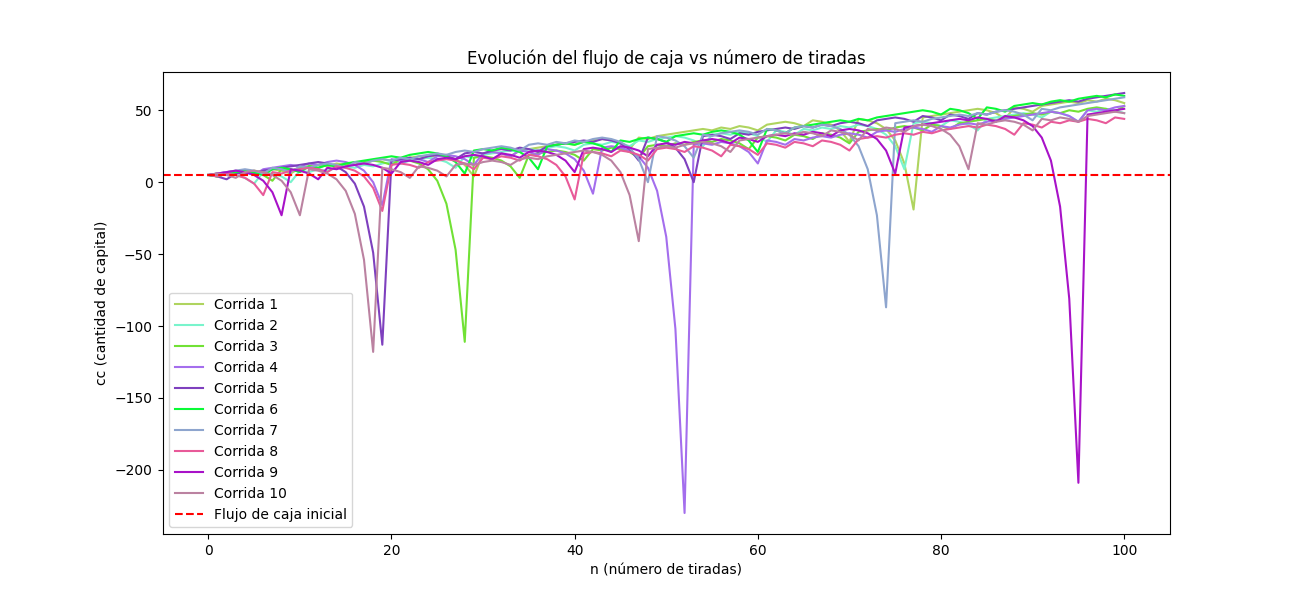 Evolución del flujo de caja vs número de tiradas
cc (cantidad de capital)
50
0
−50
−100
−150
−200
Corrida 1
Corrida 2
Corrida 3
Corrida 4
Corrida 5
Corrida 6
Corrida 7
Corrida 8
Corrida 9
Corrida 10
Flujo de caja inicial
0
20
40
60
80
100
n (número de tiradas)